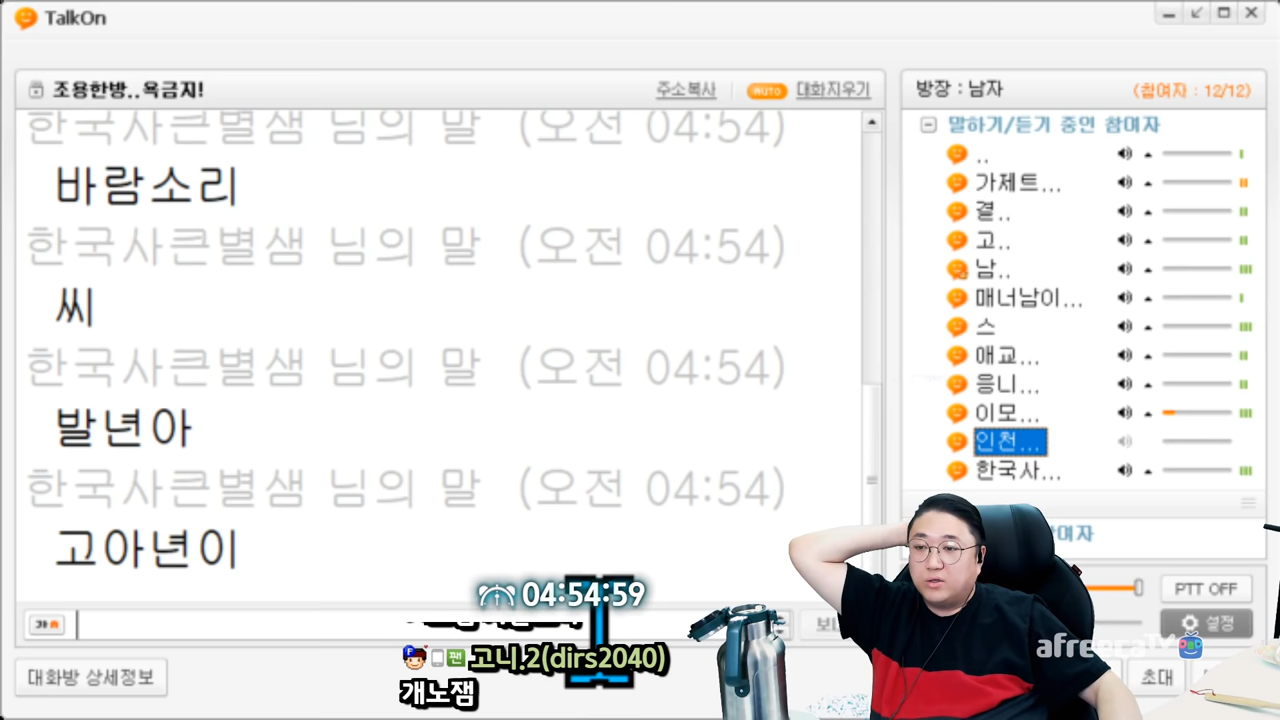 TalkOn
조용한방..욕금지!
주소복사
AUTO
대화지우기
한국사큰별샘 님의 말 (오전 04:54)
바람소리
한국사큰별샘 님의 말 (오전 04:54)
씨
한국사큰별샘 님의 말 (오전 04:54)
발년아
한국사큰별샘 님의 말 (오전 04:54)
고아년이
가
대화방 상세정보
방장 : 남자
(참여자 : 12/12)
말하기/듣기 중인 참여자
..
가제트...
결..
고..
남..
매너남이...
스
애교...
응니...
이모...
인천...
한국사...
여자
PTT OFF
설정
초대
04:54:59
팬 고니.2(dirs2040)
개노잼
afreecaTV